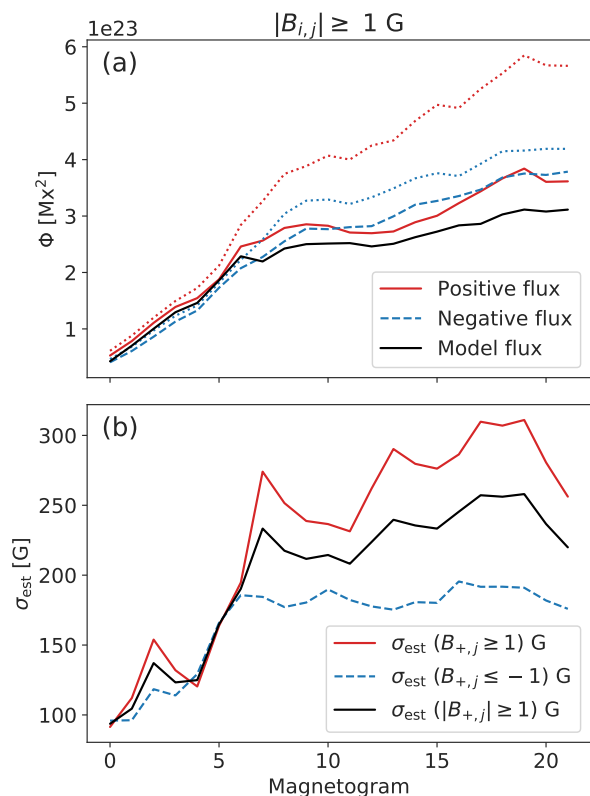 |B_{i,j}| ≥ 1 G
1e23
(a)
6
5
4
3
2
1
Φ [Mx²]
Positive flux
Negative flux
Model flux
(b)
300
250
200
150
100
σ_est [G]
σ_est (B_{+,j} ≥ 1) G
σ_est (B_{+,j} ≤ −1) G
σ_est (|B_{+,j}| ≥ 1) G
0 5 10 15 20
Magnetogram